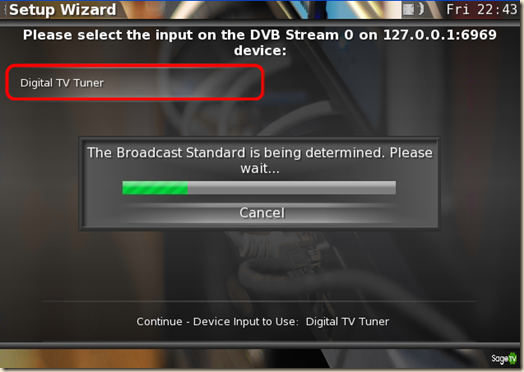 Setup Wizard
Fri 22:43
Please select the input on the DVB Stream 0 on 127.0.0.1:6969
device:
Digital TV Tuner
The Broadcast Standard is being determined. Please
wait...
Cancel
Continue - Device Input to Use: Digital TV Tuner
SageTV